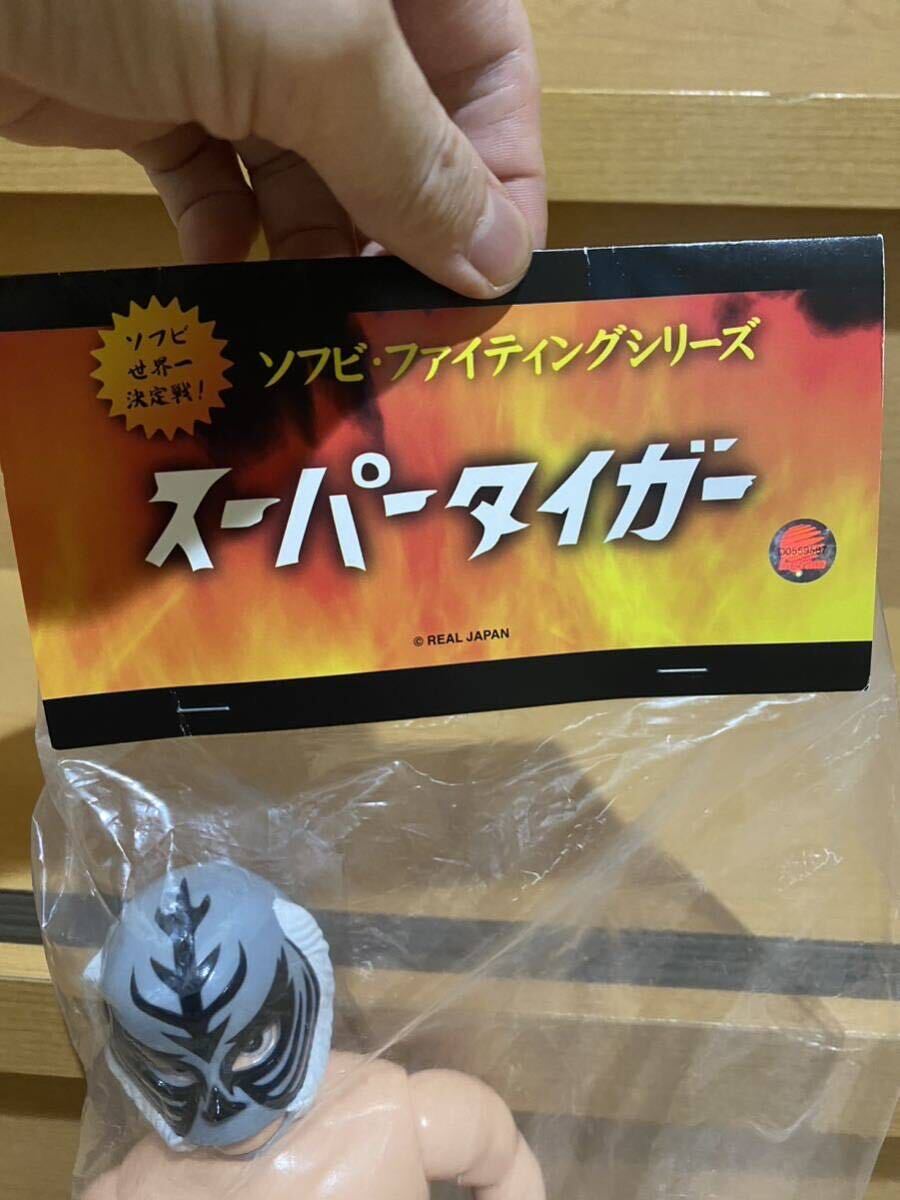 ソフビ
世界一
決定戦!
ソフビ・ファイティングシリーズ
スーパータイガー
© REAL JAPAN